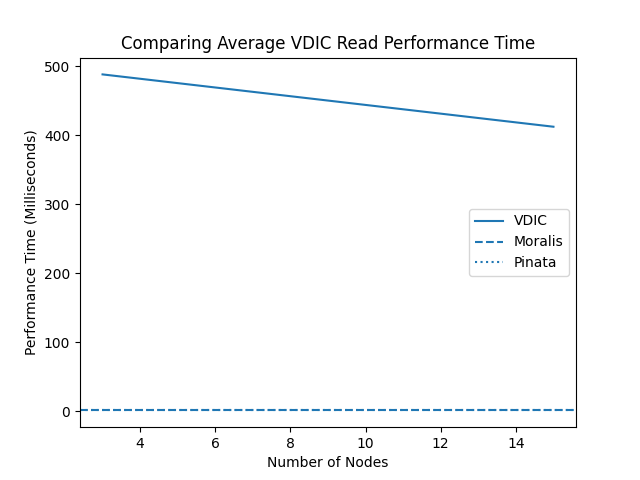 Comparing Average VDIC Read Performance Time
Performance Time (Milliseconds)
500
400
300
200
100
0
VDIC
Moralis
Pinata
4 6 8 10 12 14
Number of Nodes